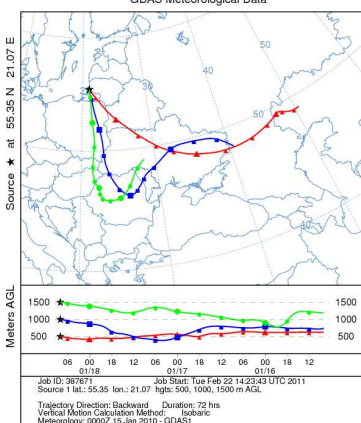 GDAS Meteorological Data
Source ★ at 55.35 N 21.07 E
30
40
50
50
Meters AGL
1500
1000
500
1500
1000
500
06 00 18 12 06 00 18 12 06 00 18 12
01/18 01/17 01/16
Job ID: 387671 Job Start: Tue Feb 22 14:23:43 UTC 2011
Source 1 lat.: 55.35 lon.: 21.07 hgts: 500, 1000, 1500 m AGL
Trajectory Direction: Backward Duration: 72 hrs
Vertical Motion Calculation Method: Isobaric
Meteorology: 0000Z 15 Jan 2010 - GDAS1